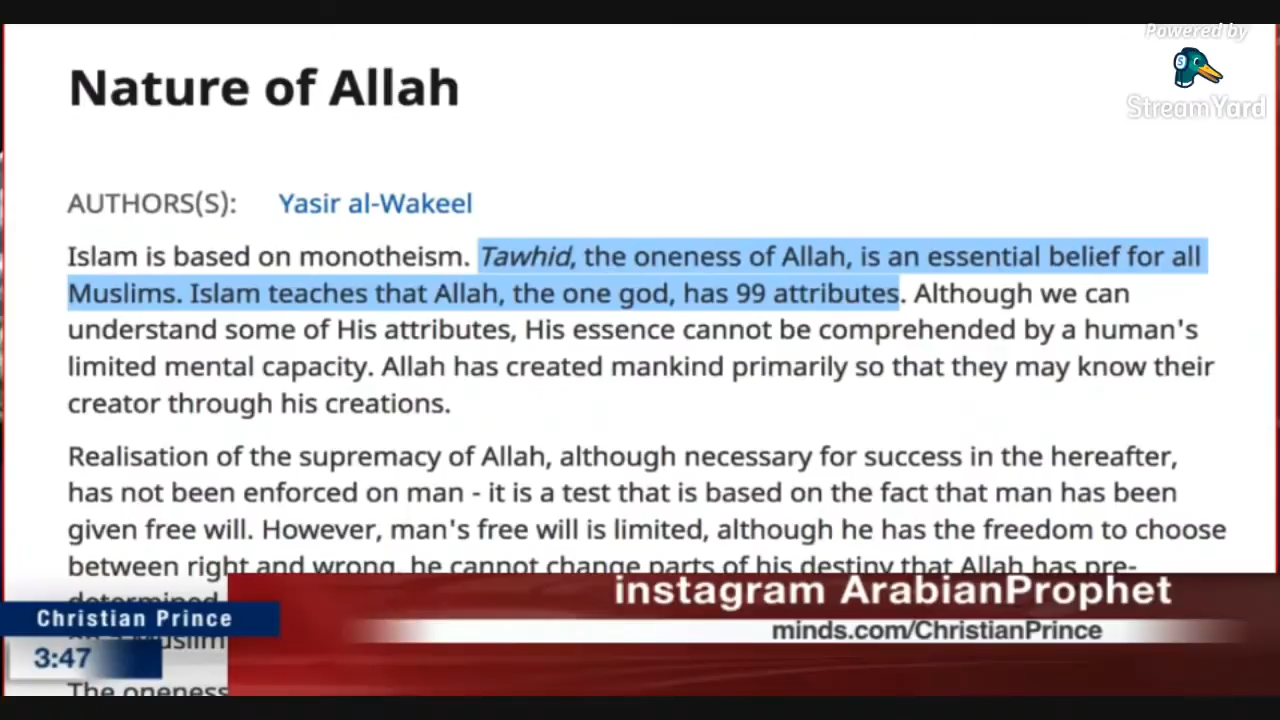 Powered by
StreamYard
Nature of Allah
AUTHORS(S): Yasir al-Wakeel
Islam is based on monotheism. Tawhid, the oneness of Allah, is an essential belief for all
Muslims. Islam teaches that Allah, the one god, has 99 attributes. Although we can
understand some of His attributes, His essence cannot be comprehended by a human's
limited mental capacity. Allah has created mankind primarily so that they may know their
creator through his creations.
Realisation of the supremacy of Allah, although necessary for success in the hereafter,
has not been enforced on man - it is a test that is based on the fact that man has been
given free will. However, man's free will is limited, although he has the freedom to choose
between right and wrong, he cannot change parts of his destiny that Allah has pre-
determined
instagram ArabianProphet
Christian Prince
minds.com/ChristianPrince
3:47
The oneness